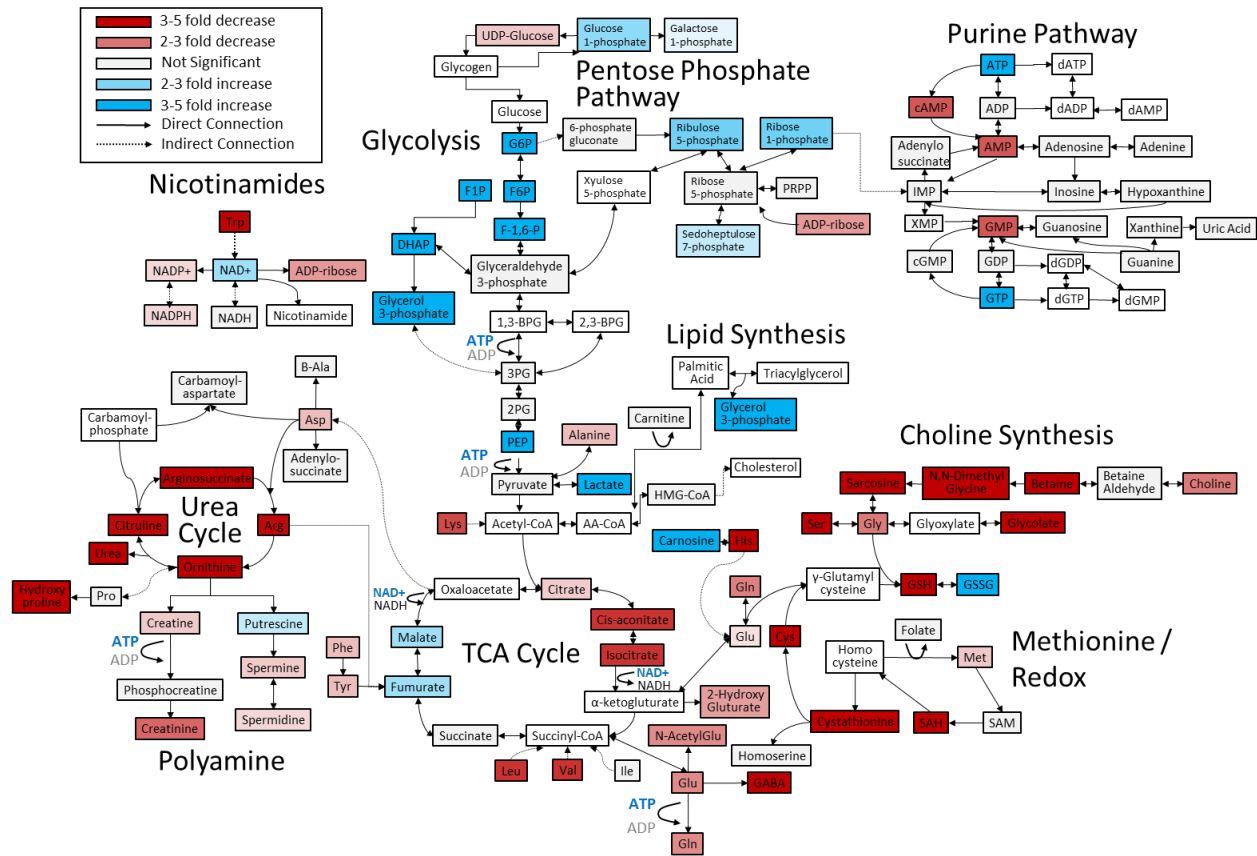 3-5 fold decrease
2-3 fold decrease
Not Significant
2-3 fold increase
3-5 fold increase
Direct Connection
Indirect Connection
Nicotinamides
Trp
NADP+
NAD+
ADP-ribose
NADPH
NADH
Nicotinamide
Glycolysis
UDP-Glucose
Glucose
1-phosphate
Galactose
1-phosphate
Glycogen
Pentose Phosphate
Pathway
Glucose
G6P
6-phosphate
gluconate
Ribulose
5-phosphate
Ribose
1-phosphate
F1P
F6P
Xyulose
5-phosphate
Ribose
5-phosphate
PRPP
F-1,6-P
DHAP
Sedoheptulose
7-phosphate
ADP-ribose
Glyceraldehyde
3-phosphate
Glycerol
3-phosphate
1,3-BPG
2,3-BPG
ATP
ADP
3PG
2PG
PEP
ATP
ADP
Alanine
Pyruvate
Lactate
Lys
Acetyl-CoA
AA-CoA
Purine Pathway
ATP
dATP
cAMP
ADP
dADP
dAMP
AMP
Adenosine
Adenine
Adenylo
succinate
IMP
Inosine
Hypoxanthine
XMP
GMP
Guanosine
Xanthine
Uric Acid
cGMP
GDP
dGDP
Guanine
GTP
dGTP
dGMP
Lipid Synthesis
Palmitic
Acid
Triacylglycerol
Carnitine
Glycerol
3-phosphate
Cholesterol
HMG-CoA
B-Ala
Carbamoyl-
aspartate
Carbamoyl-
phosphate
Asp
Adenylo-
succinate
Arginosuccinate
Urea
Cycle
Citruline
Arg
Urea
Ornithine
Hydroxy
proline
Pro
Creatine
Putrescine
ATP
ADP
Spermine
Phosphocreatine
Creatinine
Spermidine
Polyamine
Phe
Tyr
Oxaloacetate
Citrate
NAD+
NADH
Malate
Fumurate
TCA Cycle
Cis-aconitate
Isocitrate
NAD+
NADH
α-ketogluturate
2-Hydroxy
Gluturate
Succinate
Succinyl-CoA
N-AcetylGlu
Leu
Val
Ile
Glu
GABA
ATP
ADP
Gln
Carnosine
His
Gln
Glu
Choline Synthesis
Sarcosine
N,N-Dimethyl
Glycine
Betaine
Betaine
Aldehyde
Choline
Ser
Gly
Glyoxylate
Glycolate
γ-Glutamyl
cysteine
GSH
GSSG
Cys
Folate
Homo
cysteine
Met
Methionine /
Redox
Cystathionine
SAH
SAM
Homoserine